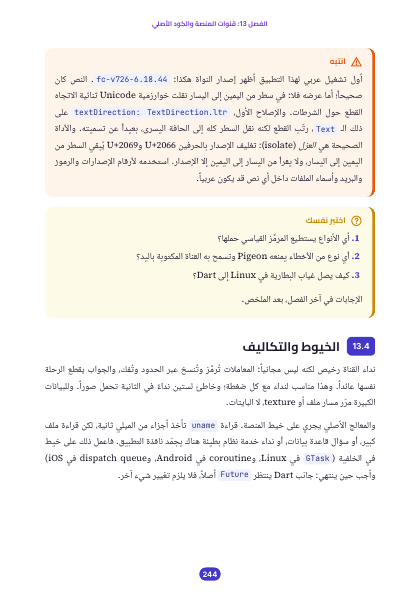 الفصل 13: قنوات المنصة والكود الأصلي
انتبه
أول تشغيل عربي لهذا التطبيق أظهر إصدار النواة هكذا: fc-v726-6.18.44. النص كان
صحيحاً؛ أما عرضه فلا: في سطر من اليمين إلى اليسار نقلت خوارزمية Unicode ثنائية الاتجاه
القطع حول الشرطات. والإصلاح الأول، textDirection: TextDirection.ltr على
ذلك الـ Text، رتّب القطع لكنه نقل السطر كله إلى الحافة اليسرى، بعيداً عن تسميته. والأداة
الصحيحة هي العزل (isolate): تغليف الإصدار بالحرفين U+2066 وU+2069 يُبقي السطر من
اليمين إلى اليسار، ولا يقرأ من اليسار إلى اليمين إلا الإصدار. استخدمه لأرقام الإصدارات والرموز
والبريد وأسماء الملفات داخل أي نص قد يكون عربياً.
اختبر نفسك
1. أي الأنواع يستطيع المرمّز القياسي حملها؟
2. أي نوع من الأخطاء يمنعه Pigeon وتسمح به القناة المكتوبة باليد؟
3. كيف يصل غياب البطارية في Linux إلى Dart؟
الإجابات في آخر الفصل، بعد الملخص.
13.4 الخيوط والتكاليف
نداء القناة رخيص لكنه ليس مجانياً: المعاملات تُرمَّز وتُنسخ عبر الحدود وتُفك، والجواب يقطع الرحلة
نفسها عائداً. وهذا مناسب لنداء مع كل ضغطة؛ وخاطئ لستين نداءً في الثانية تحمل صوراً. وللبيانات
الكبيرة مرّر مسار ملف أو texture، لا البايتات.
والمعالج الأصلي يجري على خيط المنصة. قراءة uname تأخذ أجزاء من الميلي ثانية، لكن قراءة ملف
كبير، أو سؤال قاعدة بيانات، أو نداء خدمة نظام بطيئة هناك يجمّد نافذة التطبيق. فاعمل ذلك على خيط
في الخلفية (GTask في Linux، وcoroutine في Android، وdispatch queue في iOS)
وأجب حين ينتهي: جانب Dart ينتظر Future أصلاً، فلا يلزم تغيير شيء آخر.
244